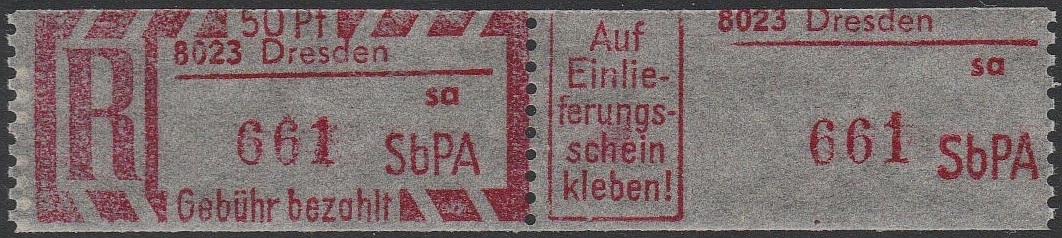 50 Pf
R
8023 Dresden
sa
661
SbPA
Gebühr bezahlt
Auf
Einlie-
ferungs-
schein
kleben!
8023 Dresden
sa
661
SbPA